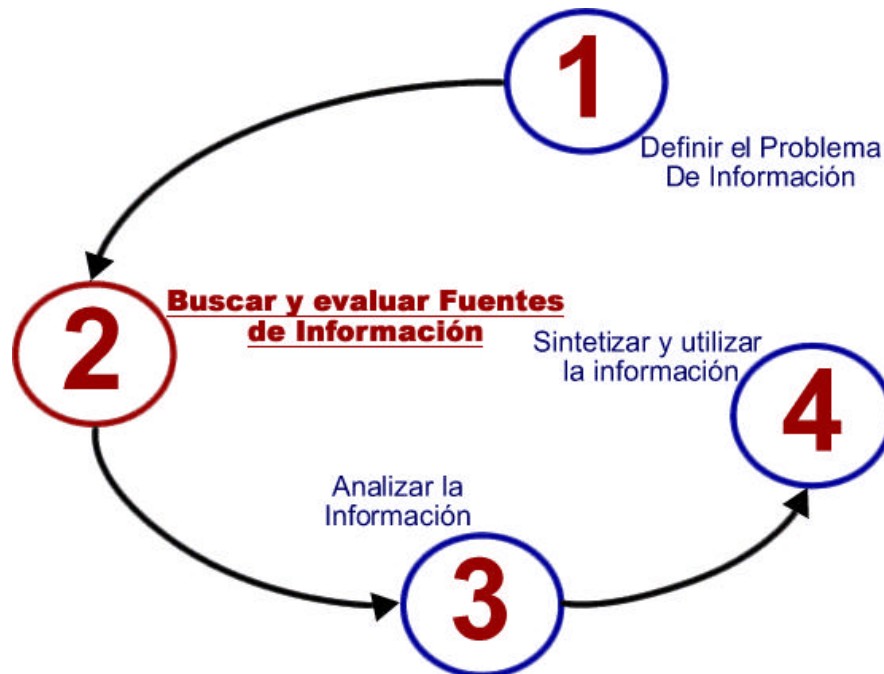 1
Definir el Problema
De Información
2
Buscar y evaluar Fuentes
de Información
3
Analizar la
Información
4
Sintetizar y utilizar
la información